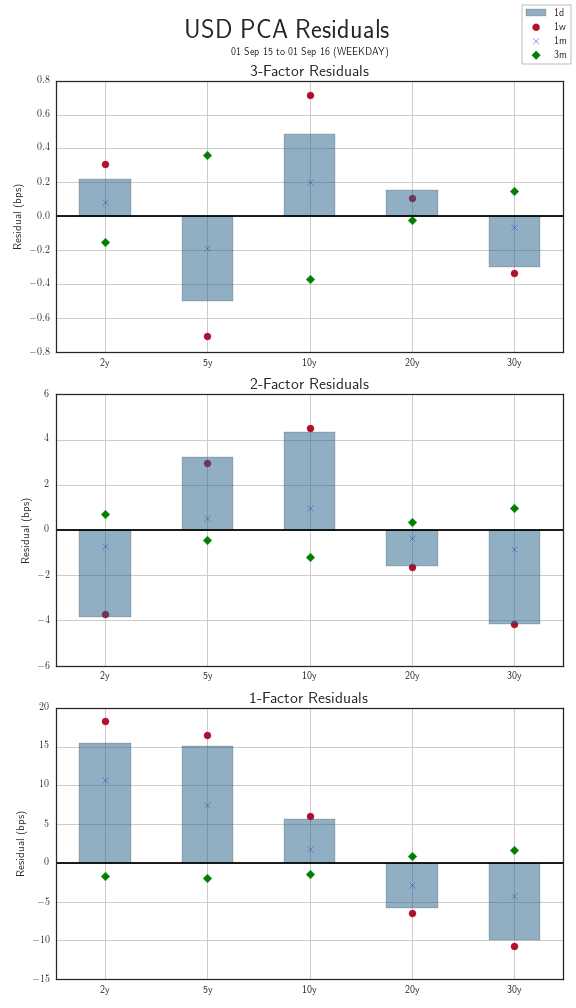 USD PCA Residuals
01 Sep 15 to 01 Sep 16 (WEEKDAY)
1d
1w
1m
3m
3-Factor Residuals
Residual (bps)
0.8
0.6
0.4
0.2
0.0
−0.2
−0.4
−0.6
−0.8
2y 5y 10y 20y 30y
2-Factor Residuals
Residual (bps)
6
4
2
0
−2
−4
−6
2y 5y 10y 20y 30y
1-Factor Residuals
Residual (bps)
20
15
10
5
0
−5
−10
−15
2y 5y 10y 20y 30y